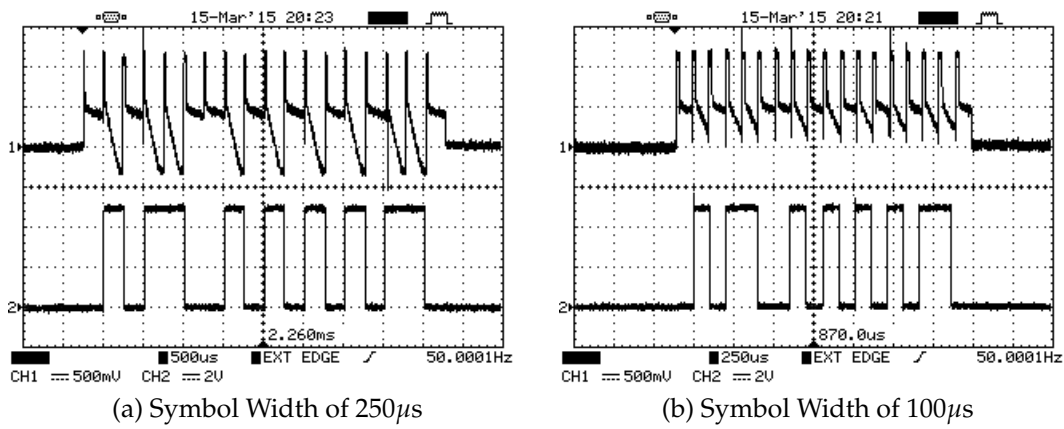 15-Mar'15 20:23
1
2
2.260ms
500us EXT EDGE 50.0001Hz
CH1 500mV CH2 2V
(a) Symbol Width of 250μs
15-Mar'15 20:21
1
2
870.0us
250us EXT EDGE 50.0001Hz
CH1 500mV CH2 2V
(b) Symbol Width of 100μs